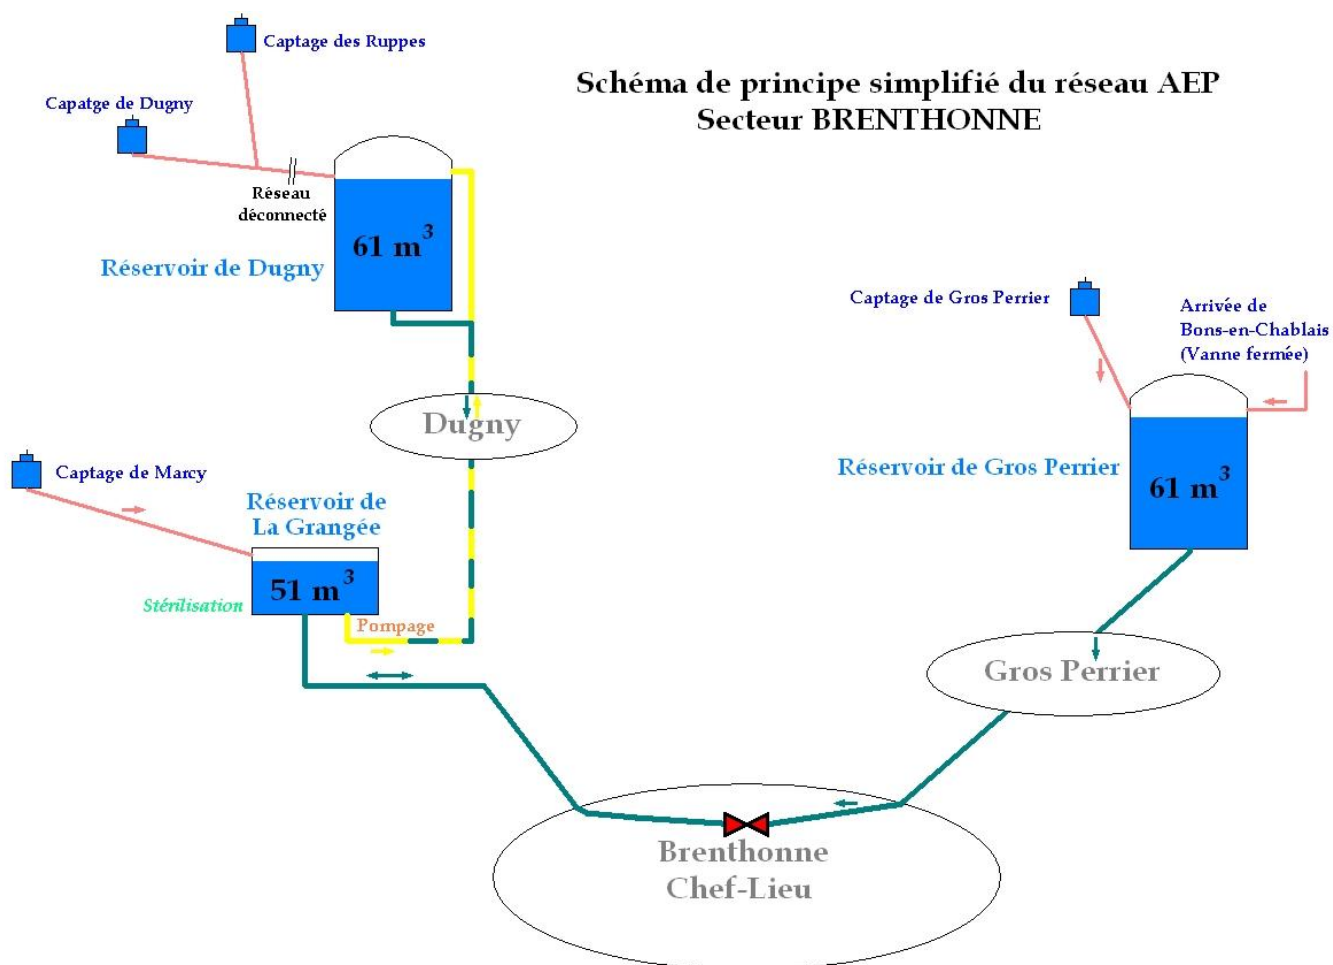 Schéma de principe simplifié du réseau AEP
Secteur BRENTHONNE
Captage des Ruppes
Capatge de Dugny
Réseau
déconnecté
61 m³
Réservoir de Dugny
Dugny
Captage de Marcy
Réservoir de
La Grangée
51 m³
Stérilisation
Pompage
Captage de Gros Perrier
Arrivée de
Bons-en-Chablais
(Vanne fermée)
Réservoir de Gros Perrier
61 m³
Gros Perrier
Brenthonne
Chef-Lieu